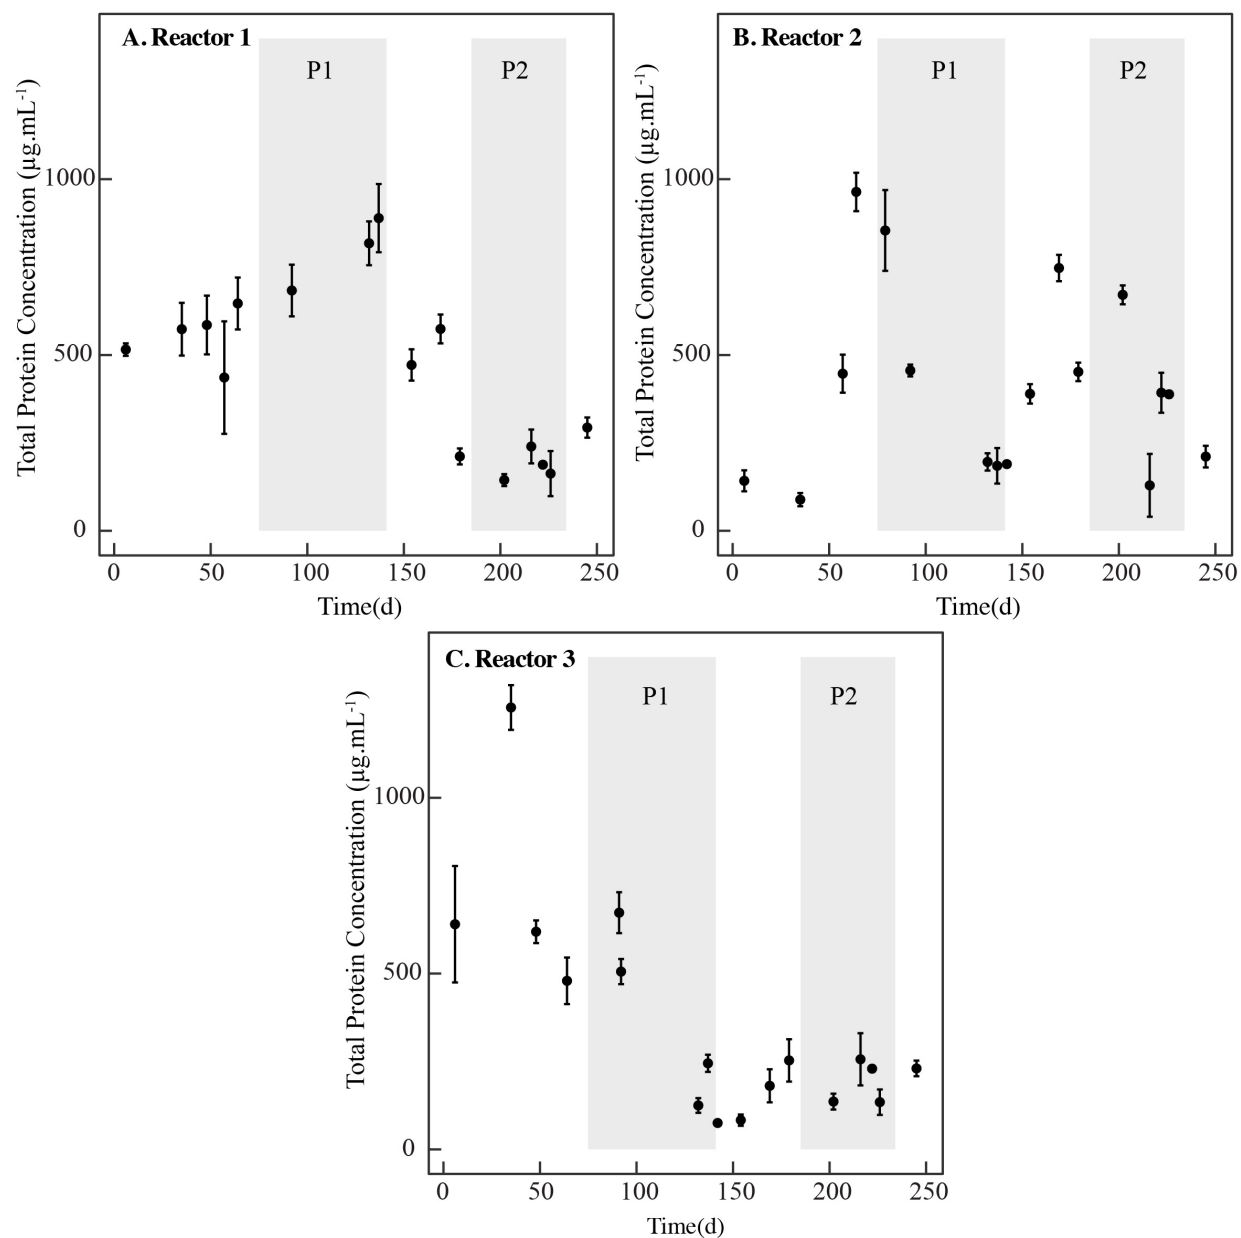 A. Reactor 1
P1
P2
Total Protein Concentration (µg.mL⁻¹)
1000
500
0
0 50 100 150 200 250
Time(d)
B. Reactor 2
P1
P2
Total Protein Concentration (µg.mL⁻¹)
1000
500
0
0 50 100 150 200 250
Time(d)
C. Reactor 3
P1
P2
Total Protein Concentration (µg.mL⁻¹)
1000
500
0
0 50 100 150 200 250
Time(d)